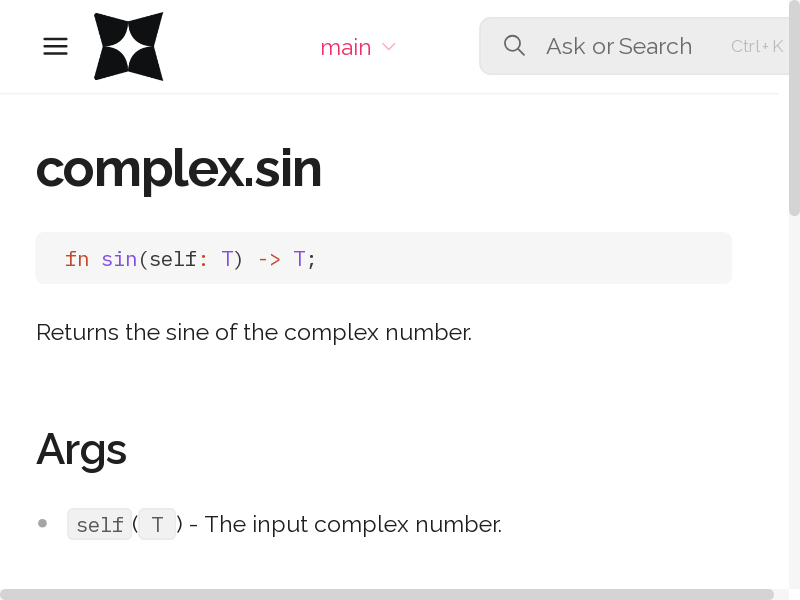 main
Ask or Search
Ctrl+K
complex.sin
fn sin(self: T) -> T;
Returns the sine of the complex number.
Args
self(T) - The input complex number.